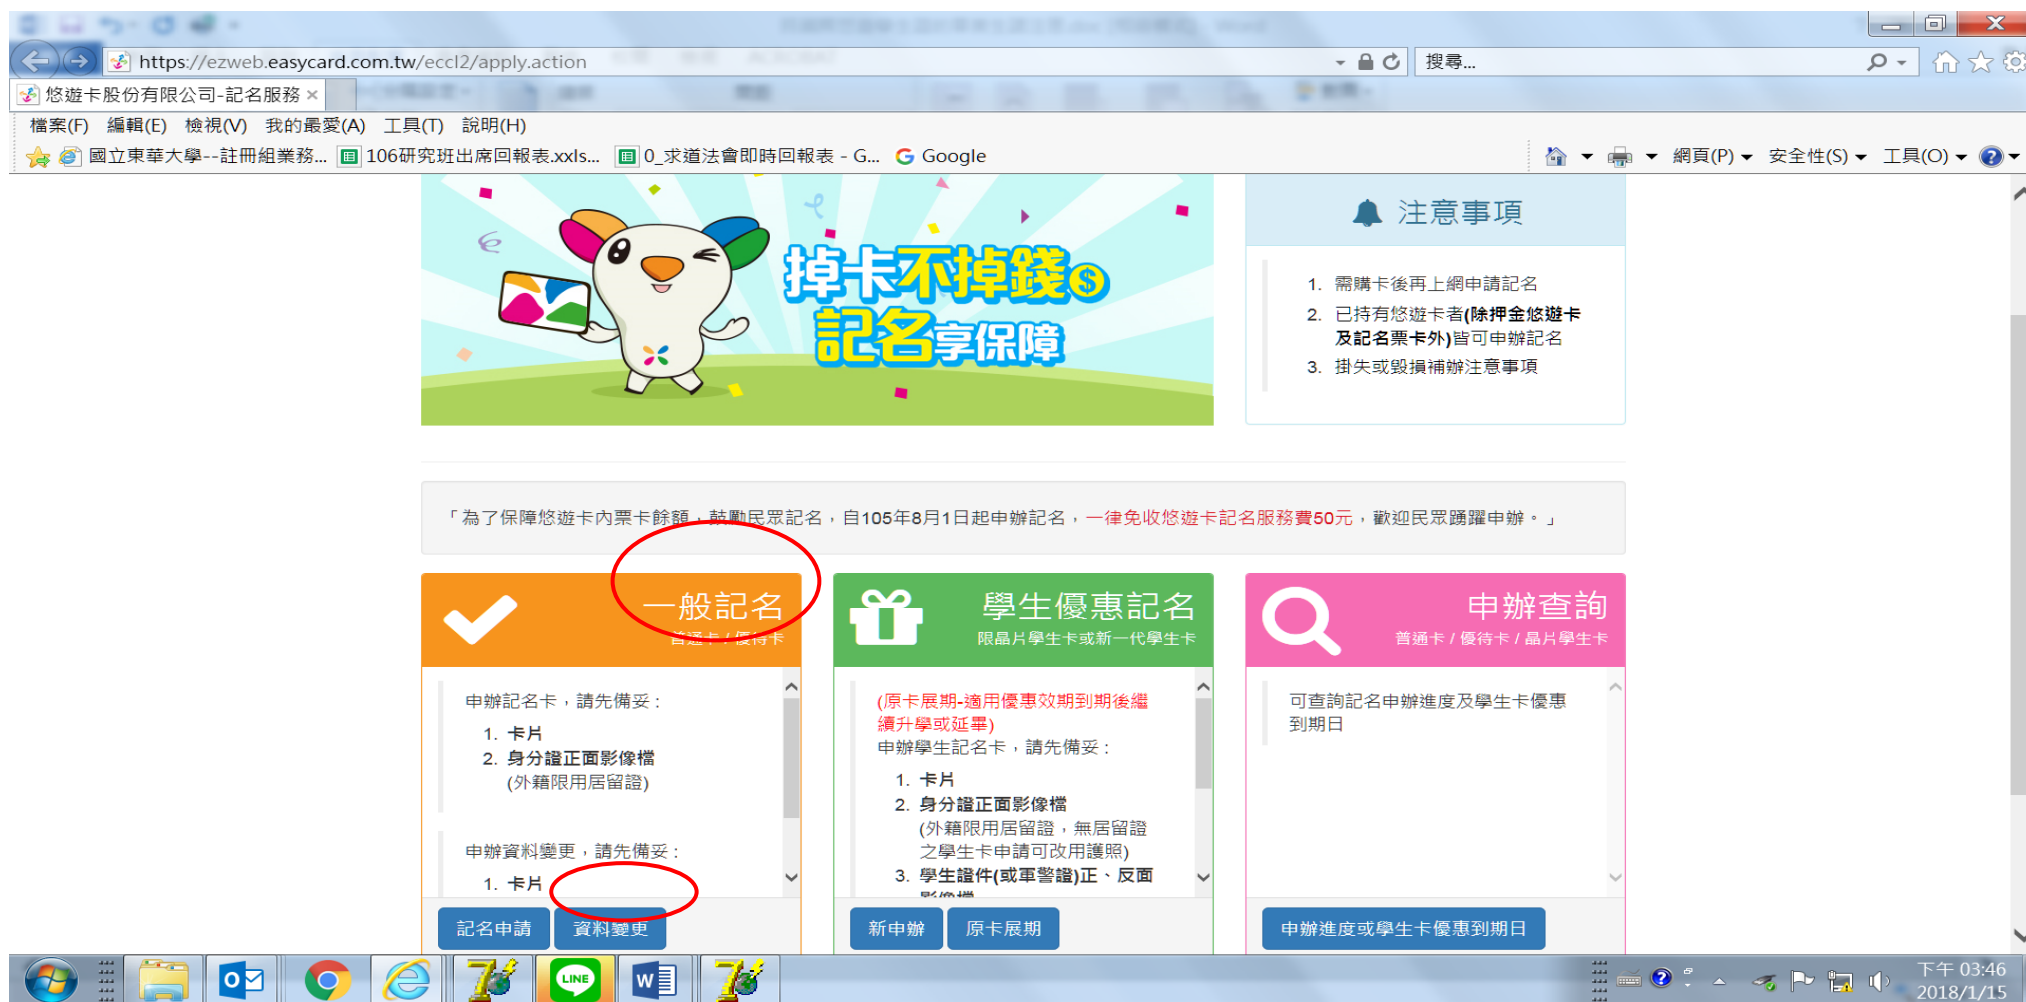 https://ezweb.easycard.com.tw/eccl2/apply.action
搜尋...
悠遊卡股份有限公司-記名服務 ×
檔案(F) 編輯(E) 檢視(V) 我的最愛(A) 工具(T) 說明(H)
國立東華大學--註冊組業務... 106研究班出席回報表.xxls... 0_求道法會即時回報表 - G... Google
網頁(P) 安全性(S) 工具(O)
掉卡不掉錢$
記名享保障
注意事項
1. 需購卡後再上網申請記名
2. 已持有悠遊卡者(除押金悠遊卡
及記名票卡外)皆可申辦記名
3. 掛失或毀損補辦注意事項
「為了保障悠遊卡內票卡餘額，鼓勵民眾記名，自105年8月1日起申辦記名，一律免收悠遊卡記名服務費50元，歡迎民眾踴躍申辦。」
一般記名
普通卡 / 優待卡
申辦記名卡，請先備妥：
1. 卡片
2. 身分證正面影像檔
(外籍限用居留證)
申辦資料變更，請先備妥：
1. 卡片
記名申請 資料變更
學生優惠記名
限晶片學生卡或新一代學生卡
(原卡展期-適用優惠效期到期後繼
續升學或延畢)
申辦學生記名卡，請先備妥：
1. 卡片
2. 身分證正面影像檔
(外籍限用居留證，無居留證
之學生卡申請可改用護照)
3. 學生證件(或軍警證)正、反面
影像檔
新申辦 原卡展期
申辦查詢
普通卡 / 優待卡 / 晶片學生卡
可查詢記名申辦進度及學生卡優惠
到期日
申辦進度或學生卡優惠到期日
LINE
下午 03:46
2018/1/15